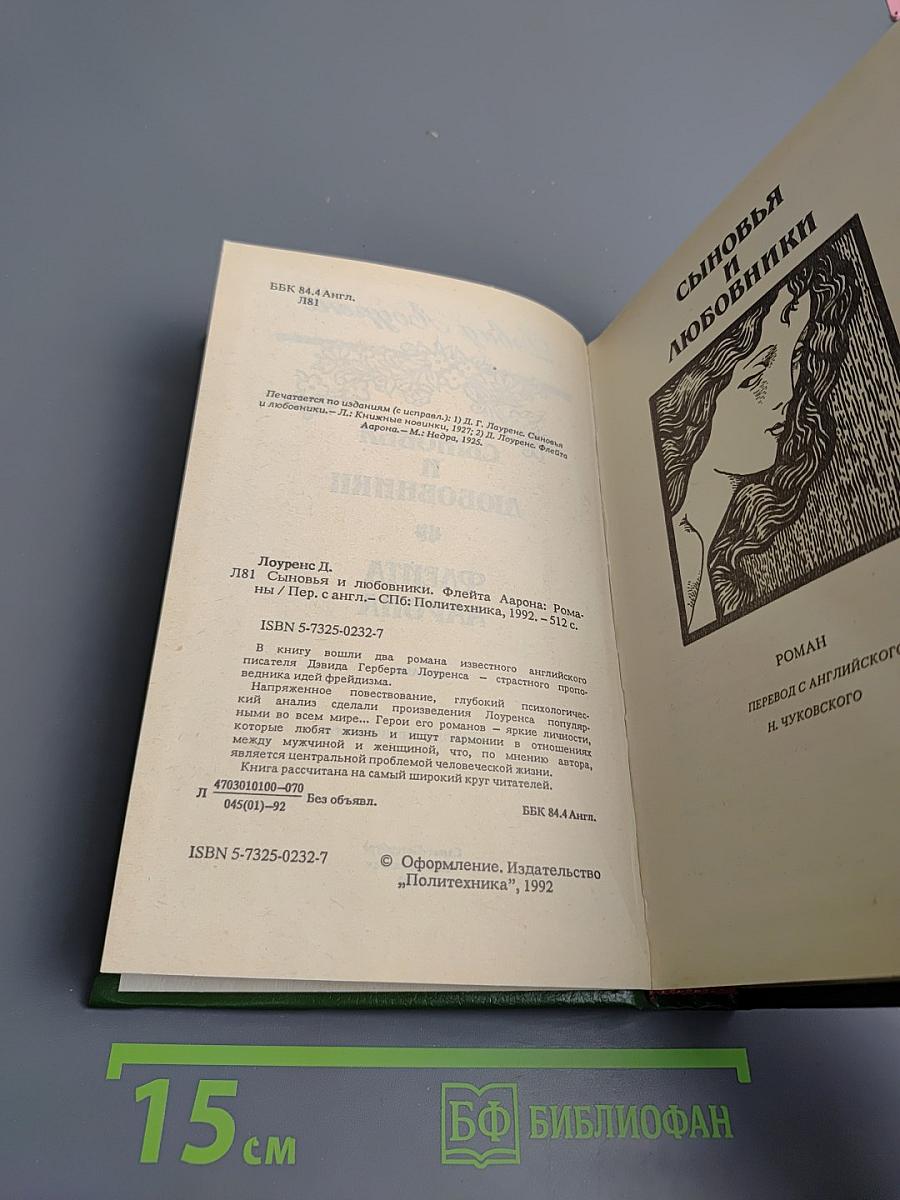 ББК 84.4 Англ.
Л81
Печатается по изданиям (с исправл.): 1) Д. Г. Лауренс. Сыновья
и любовники.— Л.: Книжные новинки, 1927; 2) Д. Лоуренс. Флейта
Аарона.— М.: Недра, 1925.
Лоуренс Д.
Л81 Сыновья и любовники. Флейта Аарона: Рома-
ны / Пер. с англ.— СПб: Политехника, 1992. — 512 с.
ISBN 5-7325-0232-7
В книгу вошли два романа известного английского
писателя Дэвида Герберта Лоуренса — страстного пропо-
ведника идей фрейдизма.
Напряженное повествование, глубокий психологичес-
кий анализ сделали произведения Лоуренса популяр-
ными во всем мире... Герои его романов — яркие личности,
которые любят жизнь и ищут гармонии в отношениях
между мужчиной и женщиной, что, по мнению автора,
является центральной проблемой человеческой жизни.
Книга рассчитана на самый широкий круг читателей.
Л 4703010100—070
045(01)—92 Без объявл.
ББК 84.4 Англ.
ISBN 5-7325-0232-7
© Оформление. Издательство
„Политехника”, 1992
СЫНОВЬЯ
И
ЛЮБОВНИКИ
РОМАН
ПЕРЕВОД С АНГЛИЙСКОГО
Н. ЧУКОВСКОГО
15 см
БФ БИБЛИОФАН